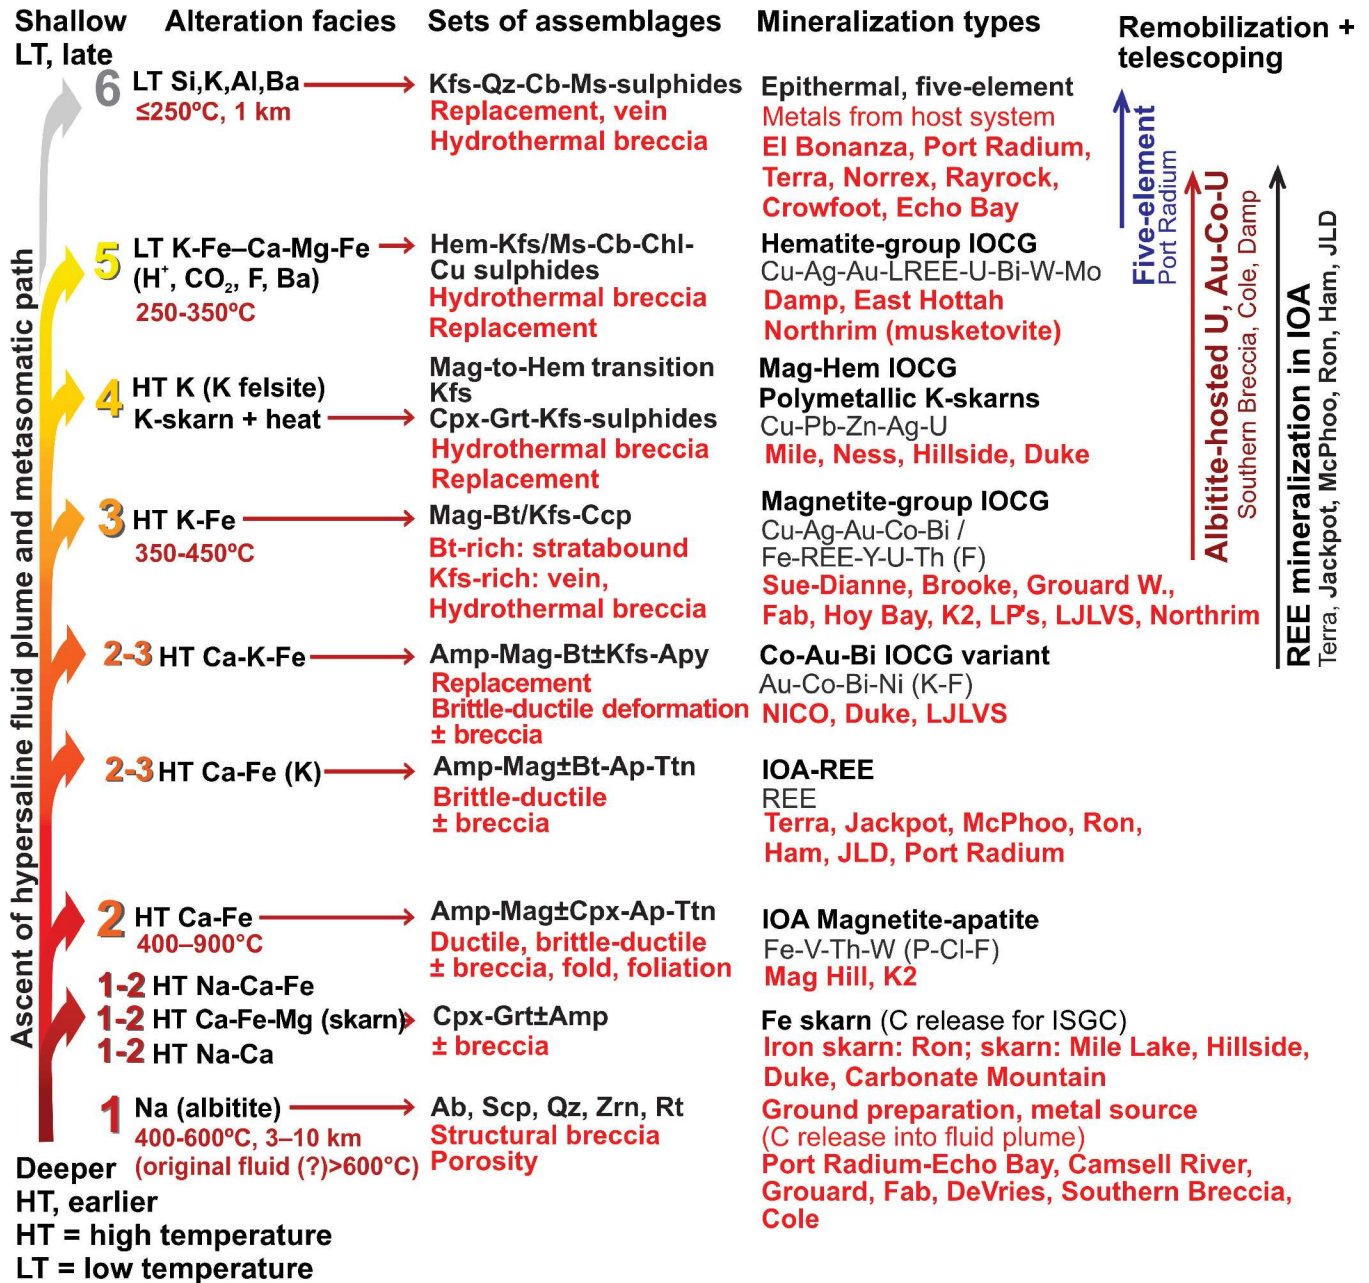 Shallow
LT, late
Alteration facies
Sets of assemblages
Mineralization types
Remobilization +
telescoping
6 LT Si,K,Al,Ba
≤250ºC, 1 km
Kfs-Qz-Cb-Ms-sulphides
Replacement, vein
Hydrothermal breccia
Epithermal, five-element
Metals from host system
El Bonanza, Port Radium,
Terra, Norrex, Rayrock,
Crowfoot, Echo Bay
5 LT K-Fe–Ca-Mg-Fe
(H⁺, CO₂, F, Ba)
250-350ºC
Hem-Kfs/Ms-Cb-Chl-
Cu sulphides
Hydrothermal breccia
Replacement
Hematite-group IOCG
Cu-Ag-Au-LREE-U-Bi-W-Mo
Damp, East Hottah
Northrim (musketovite)
4 HT K (K felsite)
K-skarn + heat
Mag-to-Hem transition
Kfs
Cpx-Grt-Kfs-sulphides
Hydrothermal breccia
Replacement
Mag-Hem IOCG
Polymetallic K-skarns
Cu-Pb-Zn-Ag-U
Mile, Ness, Hillside, Duke
3 HT K-Fe
350-450ºC
Mag-Bt/Kfs-Ccp
Bt-rich: stratabound
Kfs-rich: vein,
Hydrothermal breccia
Magnetite-group IOCG
Cu-Ag-Au-Co-Bi /
Fe-REE-Y-U-Th (F)
Sue-Dianne, Brooke, Grouard W.,
Fab, Hoy Bay, K2, LP's, LJLVS, Northrim
2-3 HT Ca-K-Fe
Amp-Mag-Bt±Kfs-Apy
Replacement
Brittle-ductile deformation
± breccia
Co-Au-Bi IOCG variant
Au-Co-Bi-Ni (K-F)
NICO, Duke, LJLVS
2-3 HT Ca-Fe (K)
Amp-Mag±Bt-Ap-Ttn
Brittle-ductile
± breccia
IOA-REE
REE
Terra, Jackpot, McPhoo, Ron,
Ham, JLD, Port Radium
2 HT Ca-Fe
400–900°C
Amp-Mag±Cpx-Ap-Ttn
Ductile, brittle-ductile
± breccia, fold, foliation
IOA Magnetite-apatite
Fe-V-Th-W (P-Cl-F)
Mag Hill, K2
1-2 HT Na-Ca-Fe
1-2 HT Ca-Fe-Mg (skarn)
1-2 HT Na-Ca
Cpx-Grt±Amp
± breccia
Fe skarn (C release for ISGC)
Iron skarn: Ron; skarn: Mile Lake, Hillside,
Duke, Carbonate Mountain
1 Na (albitite)
400-600ºC, 3–10 km
(original fluid (?)>600°C)
Ab, Scp, Qz, Zrn, Rt
Structural breccia
Porosity
Ground preparation, metal source
(C release into fluid plume)
Port Radium-Echo Bay, Camsell River,
Grouard, Fab, DeVries, Southern Breccia,
Cole
Deeper
HT, earlier
HT = high temperature
LT = low temperature
Ascent of hypersaline fluid plume and metasomatic path
Five-element
Port Radium
Albitite-hosted U, Au-Co-U
Southern Breccia, Cole, Damp
REE mineralization in IOA
Terra, Jackpot, McPhoo, Ron, Ham, JLD